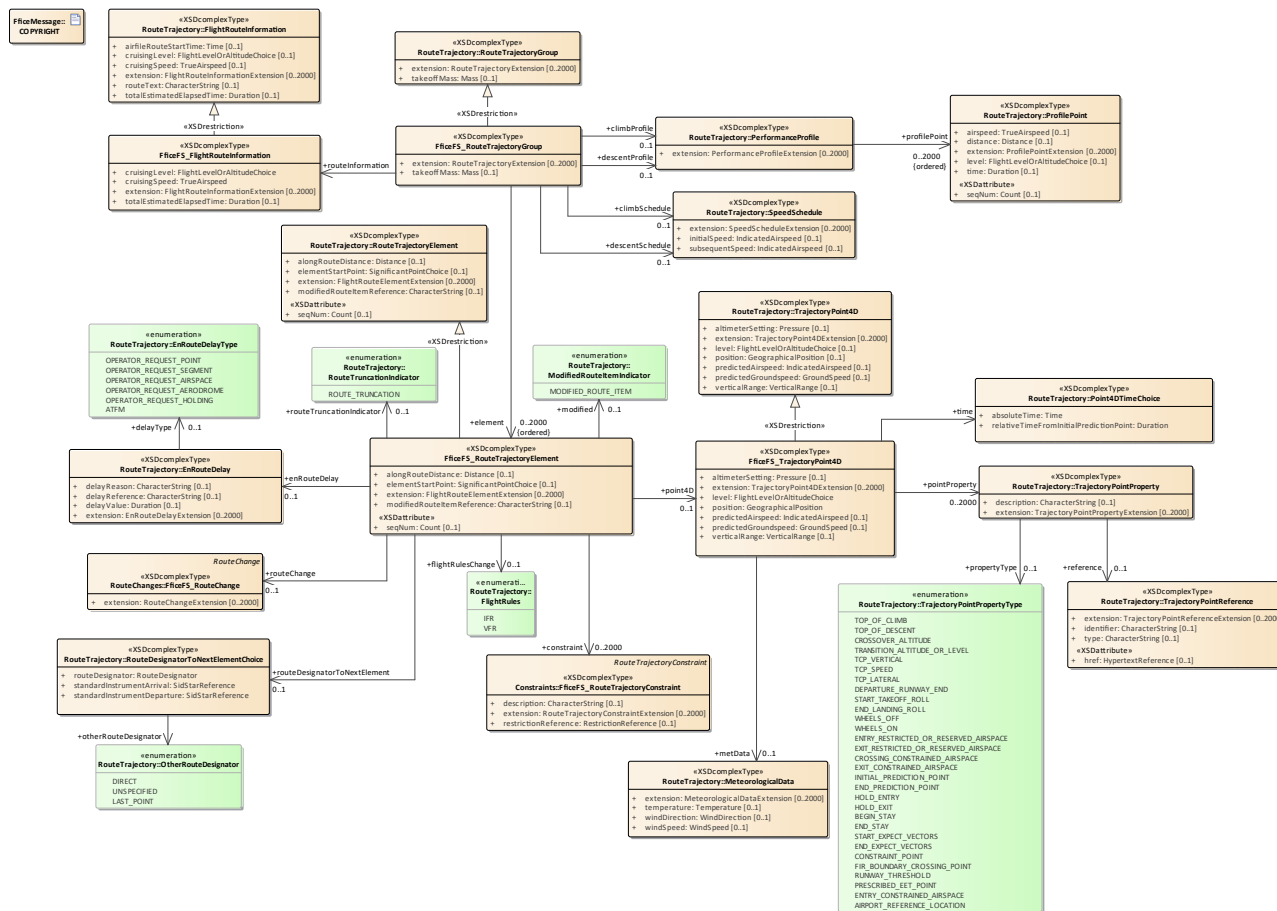 FficeMessage::
COPYRIGHT
«XSDcomplexType»
RouteTrajectory::FlightRouteInformation
+ airfileRouteStartTime: Time [0..1]
+ cruisingLevel: FlightLevelOrAltitudeChoice [0..1]
+ cruisingSpeed: TrueAirspeed [0..1]
+ extension: FlightRouteInformationExtension [0..2000]
+ routeText: CharacterString [0..1]
+ totalEstimatedElapsedTime: Duration [0..1]
«XSDrestriction»
«XSDcomplexType»
FficeFS_FlightRouteInformation
+ cruisingLevel: FlightLevelOrAltitudeChoice
+ cruisingSpeed: TrueAirspeed
+ extension: FlightRouteInformationExtension [0..2000]
+ totalEstimatedElapsedTime: Duration [0..1]
«XSDcomplexType»
RouteTrajectory::RouteTrajectoryGroup
+ extension: RouteTrajectoryExtension [0..2000]
+ takeoffMass: Mass [0..1]
«XSDrestriction»
«XSDcomplexType»
FficeFS_RouteTrajectoryGroup
+ extension: RouteTrajectoryExtension [0..2000]
+ takeoffMass: Mass [0..1]
+routeInformation
+climbProfile
0..1
+descentProfile
0..1
«XSDcomplexType»
RouteTrajectory::PerformanceProfile
+ extension: PerformanceProfileExtension [0..2000]
+profilePoint
0..2000
{ordered}
«XSDcomplexType»
RouteTrajectory::ProfilePoint
+ airspeed: TrueAirspeed [0..1]
+ distance: Distance [0..1]
+ extension: ProfilePointExtension [0..2000]
+ level: FlightLevelOrAltitudeChoice [0..1]
+ time: Duration [0..1]
«XSDattribute»
+ seqNum: Count [0..1]
+climbSchedule
0..1
+descentSchedule
0..1
«XSDcomplexType»
RouteTrajectory::SpeedSchedule
+ extension: SpeedScheduleExtension [0..2000]
+ initialSpeed: IndicatedAirspeed [0..1]
+ subsequentSpeed: IndicatedAirspeed [0..1]
«XSDcomplexType»
RouteTrajectory::RouteTrajectoryElement
+ alongRouteDistance: Distance [0..1]
+ elementStartPoint: SignificantPointChoice [0..1]
+ extension: FlightRouteElementExtension [0..2000]
+ modifiedRouteItemReference: CharacterString [0..1]
«XSDattribute»
+ seqNum: Count [0..1]
«XSDrestriction»
«enumeration»
RouteTrajectory::EnRouteDelayType
OPERATOR_REQUEST_POINT
OPERATOR_REQUEST_SEGMENT
OPERATOR_REQUEST_AIRSPACE
OPERATOR_REQUEST_AERODROME
OPERATOR_REQUEST_HOLDING
ATFM
+delayType 0..1
«enumeration»
RouteTrajectory::
RouteTruncationIndicator
ROUTE_TRUNCATION
+routeTruncationIndicator 0..1
«enumeration»
RouteTrajectory::
ModifiedRouteItemIndicator
MODIFIED_ROUTE_ITEM
+modified 0..1
+element 0..2000
{ordered}
«XSDcomplexType»
RouteTrajectory::TrajectoryPoint4D
+ altimeterSetting: Pressure [0..1]
+ extension: TrajectoryPoint4DExtension [0..2000]
+ level: FlightLevelOrAltitudeChoice [0..1]
+ position: GeographicalPosition [0..1]
+ predictedAirspeed: IndicatedAirspeed [0..1]
+ predictedGroundspeed: GroundSpeed [0..1]
+ verticalRange: VerticalRange [0..1]
«XSDrestriction»
+time
«XSDcomplexType»
RouteTrajectory::Point4DTimeChoice
+ absoluteTime: Time
+ relativeTimeFromInitialPredictionPoint: Duration
«XSDcomplexType»
RouteTrajectory::EnRouteDelay
+ delayReason: CharacterString [0..1]
+ delayReference: CharacterString [0..1]
+ delayValue: Duration [0..1]
+ extension: EnRouteDelayExtension [0..2000]
+enRouteDelay
0..1
«XSDcomplexType»
FficeFS_RouteTrajectoryElement
+ alongRouteDistance: Distance [0..1]
+ elementStartPoint: SignificantPointChoice [0..1]
+ extension: FlightRouteElementExtension [0..2000]
+ modifiedRouteItemReference: CharacterString [0..1]
«XSDattribute»
+ seqNum: Count [0..1]
+point4D
0..1
«XSDcomplexType»
FficeFS_TrajectoryPoint4D
+ altimeterSetting: Pressure [0..1]
+ extension: TrajectoryPoint4DExtension [0..2000]
+ level: FlightLevelOrAltitudeChoice
+ position: GeographicalPosition
+ predictedAirspeed: IndicatedAirspeed [0..1]
+ predictedGroundspeed: GroundSpeed [0..1]
+ verticalRange: VerticalRange [0..1]
+pointProperty
0..2000
«XSDcomplexType»
RouteTrajectory::TrajectoryPointProperty
+ description: CharacterString [0..1]
+ extension: TrajectoryPointPropertyExtension [0..2000]
RouteChange
«XSDcomplexType»
RouteChanges::FficeFS_RouteChange
+ extension: RouteChangeExtension [0..2000]
+routeChange
0..1
+flightRulesChange 0..1
«enumerati...
RouteTrajectory::
FlightRules
IFR
VFR
+propertyType 0..1
+reference 0..1
«XSDcomplexType»
RouteTrajectory::TrajectoryPointReference
+ extension: TrajectoryPointReferenceExtension [0..200
+ identifier: CharacterString [0..1]
+ type: CharacterString [0..1]
«XSDattribute»
+ href: HypertextReference [0..1]
«XSDcomplexType»
RouteTrajectory::RouteDesignatorToNextElementChoice
+ routeDesignator: RouteDesignator
+ standardInstrumentArrival: SidStarReference
+ standardInstrumentDeparture: SidStarReference
+routeDesignatorToNextElement
0..1
+otherRouteDesignator
«enumeration»
RouteTrajectory::OtherRouteDesignator
DIRECT
UNSPECIFIED
LAST_POINT
+constraint 0..2000
RouteTrajectoryConstraint
«XSDcomplexType»
Constraints::FficeFS_RouteTrajectoryConstraint
+ description: CharacterString [0..1]
+ extension: RouteTrajectoryConstraintExtension [0..2000]
+ restrictionReference: RestrictionReference [0..1]
+metData 0..1
«XSDcomplexType»
RouteTrajectory::MeteorologicalData
+ extension: MeteorologicalDataExtension [0..2000]
+ temperature: Temperature [0..1]
+ windDirection: WindDirection [0..1]
+ windSpeed: WindSpeed [0..1]
«enumeration»
RouteTrajectory::TrajectoryPointPropertyType
TOP_OF_CLIMB
TOP_OF_DESCENT
CROSSOVER_ALTITUDE
TRANSITION_ALTITUDE_OR_LEVEL
TCP_VERTICAL
TCP_SPEED
TCP_LATERAL
DEPARTURE_RUNWAY_END
START_TAKEOFF_ROLL
END_LANDING_ROLL
WHEELS_OFF
WHEELS_ON
ENTRY_RESTRICTED_OR_RESERVED_AIRSPACE
EXIT_RESTRICTED_OR_RESERVED_AIRSPACE
CROSSING_CONSTRAINED_AIRSPACE
EXIT_CONSTRAINED_AIRSPACE
INITIAL_PREDICTION_POINT
END_PREDICTION_POINT
HOLD_ENTRY
HOLD_EXIT
BEGIN_STAY
END_STAY
START_EXPECT_VECTORS
END_EXPECT_VECTORS
CONSTRAINT_POINT
FIR_BOUNDARY_CROSSING_POINT
RUNWAY_THRESHOLD
PRESCRIBED_EET_POINT
ENTRY_CONSTRAINED_AIRSPACE
AIRPORT_REFERENCE_LOCATION